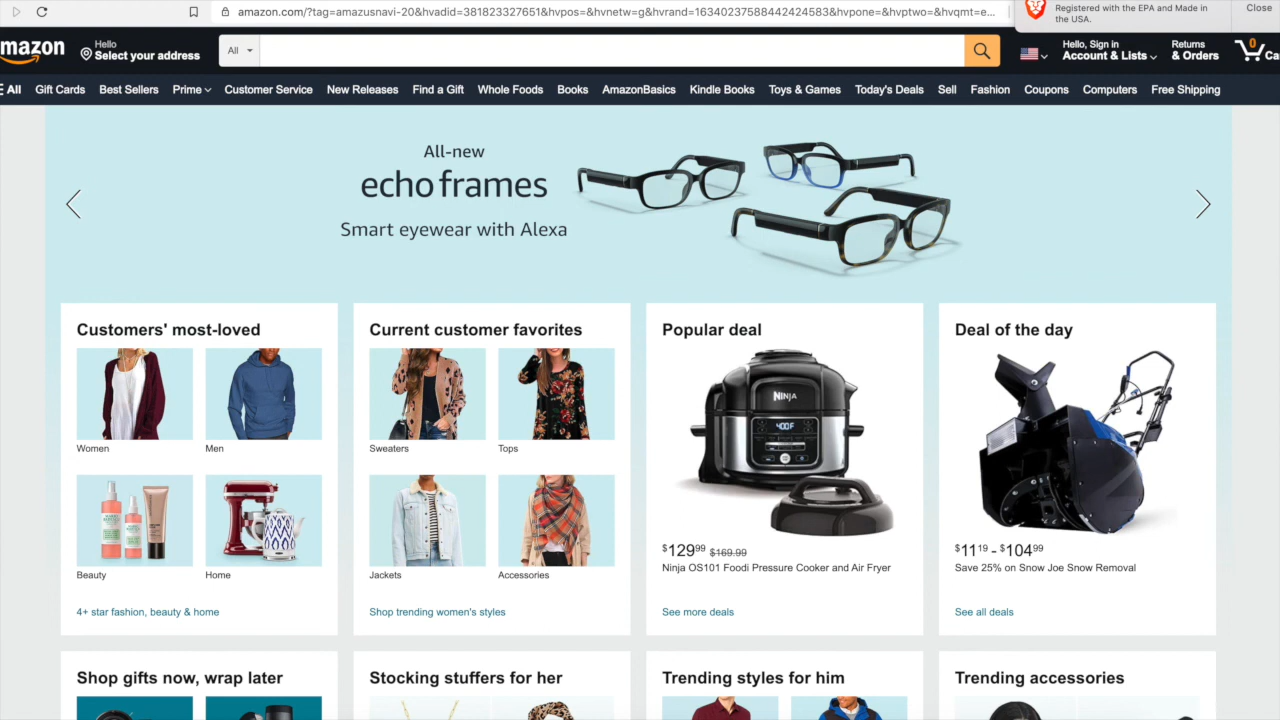 amazon.com/?tag=amazusnavi-20&hvadid=381823327651&hvpos=&hvnetw=g&hvrand=16340237588442424583&hvpone=&hvptwo=&hvqmt=e...
Registered with the EPA and Made in
the USA.
Close
mazon
Hello
Select your address
All
Hello, Sign in
Account & Lists
Returns
& Orders
0
Ca
All
Gift Cards
Best Sellers
Prime
Customer Service
New Releases
Find a Gift
Whole Foods
Books
AmazonBasics
Kindle Books
Toys & Games
Today's Deals
Sell
Fashion
Coupons
Computers
Free Shipping
All-new
echo frames
Smart eyewear with Alexa
Customers' most-loved
Women
Men
Beauty
Home
4+ star fashion, beauty & home
Current customer favorites
Sweaters
Tops
Jackets
Accessories
Shop trending women's styles
Popular deal
NINJA
400F
$129.99 $169.99
Ninja OS101 Foodi Pressure Cooker and Air Fryer
See more deals
Deal of the day
$11.19 - $104.99
Save 25% on Snow Joe Snow Removal
See all deals
Shop gifts now, wrap later
Stocking stuffers for her
Trending styles for him
Trending accessories